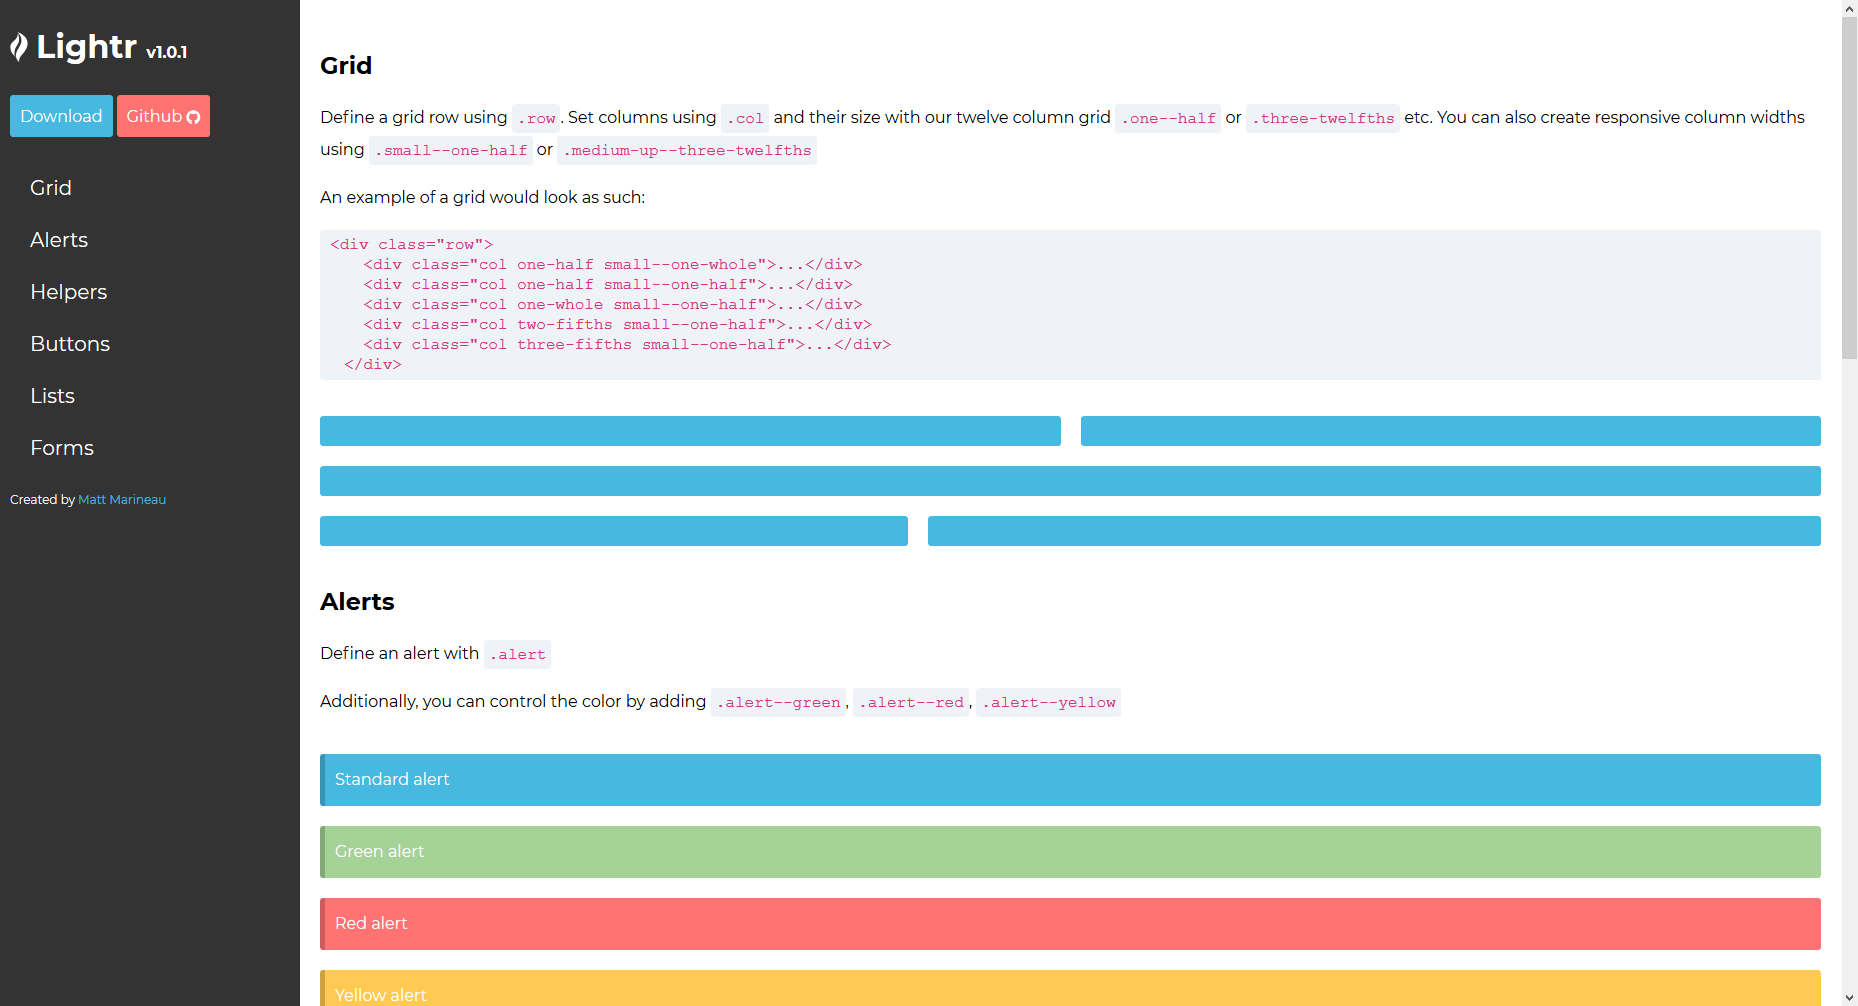 Lightr v1.0.1
Download Github
Grid
Alerts
Helpers
Buttons
Lists
Forms
Created by Matt Marineau
Grid
Define a grid row using .row. Set columns using .col and their size with our twelve column grid .one--half or .three-twelfths etc. You can also create responsive column widths
using .small--one-half or .medium-up--three-twelfths
An example of a grid would look as such:
<div class="row">
<div class="col one-half small--one-whole">...</div>
<div class="col one-half small--one-half">...</div>
<div class="col one-whole small--one-half">...</div>
<div class="col two-fifths small--one-half">...</div>
<div class="col three-fifths small--one-half">...</div>
</div>
Alerts
Define an alert with .alert
Additionally, you can control the color by adding .alert--green, .alert--red, .alert--yellow
Standard alert
Green alert
Red alert
Yellow alert